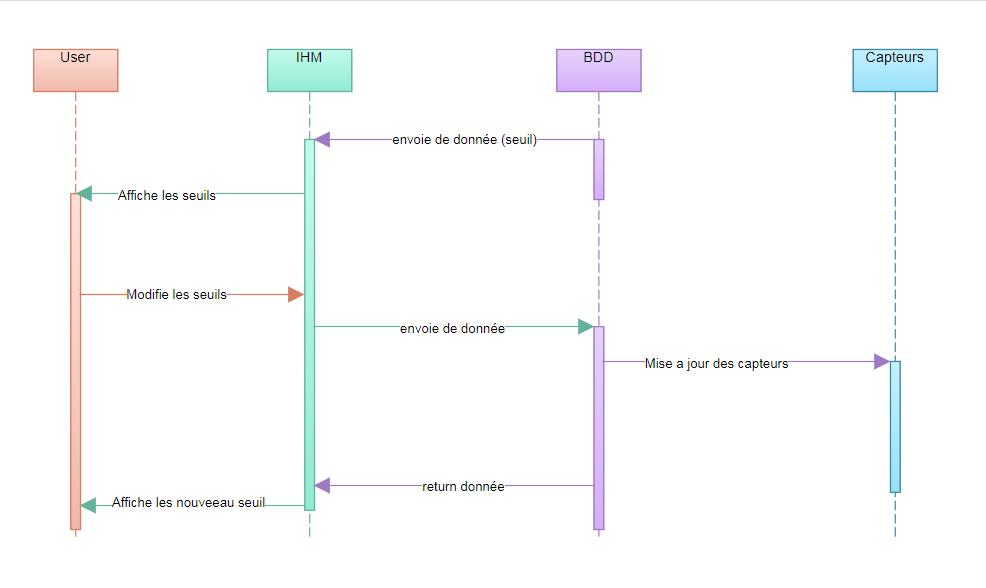 User
IHM
BDD
Capteurs
envoie de donnée (seuil)
Affiche les seuils
Modifie les seuils
envoie de donnée
Mise a jour des capteurs
return donnée
Affiche les nouveeau seuil